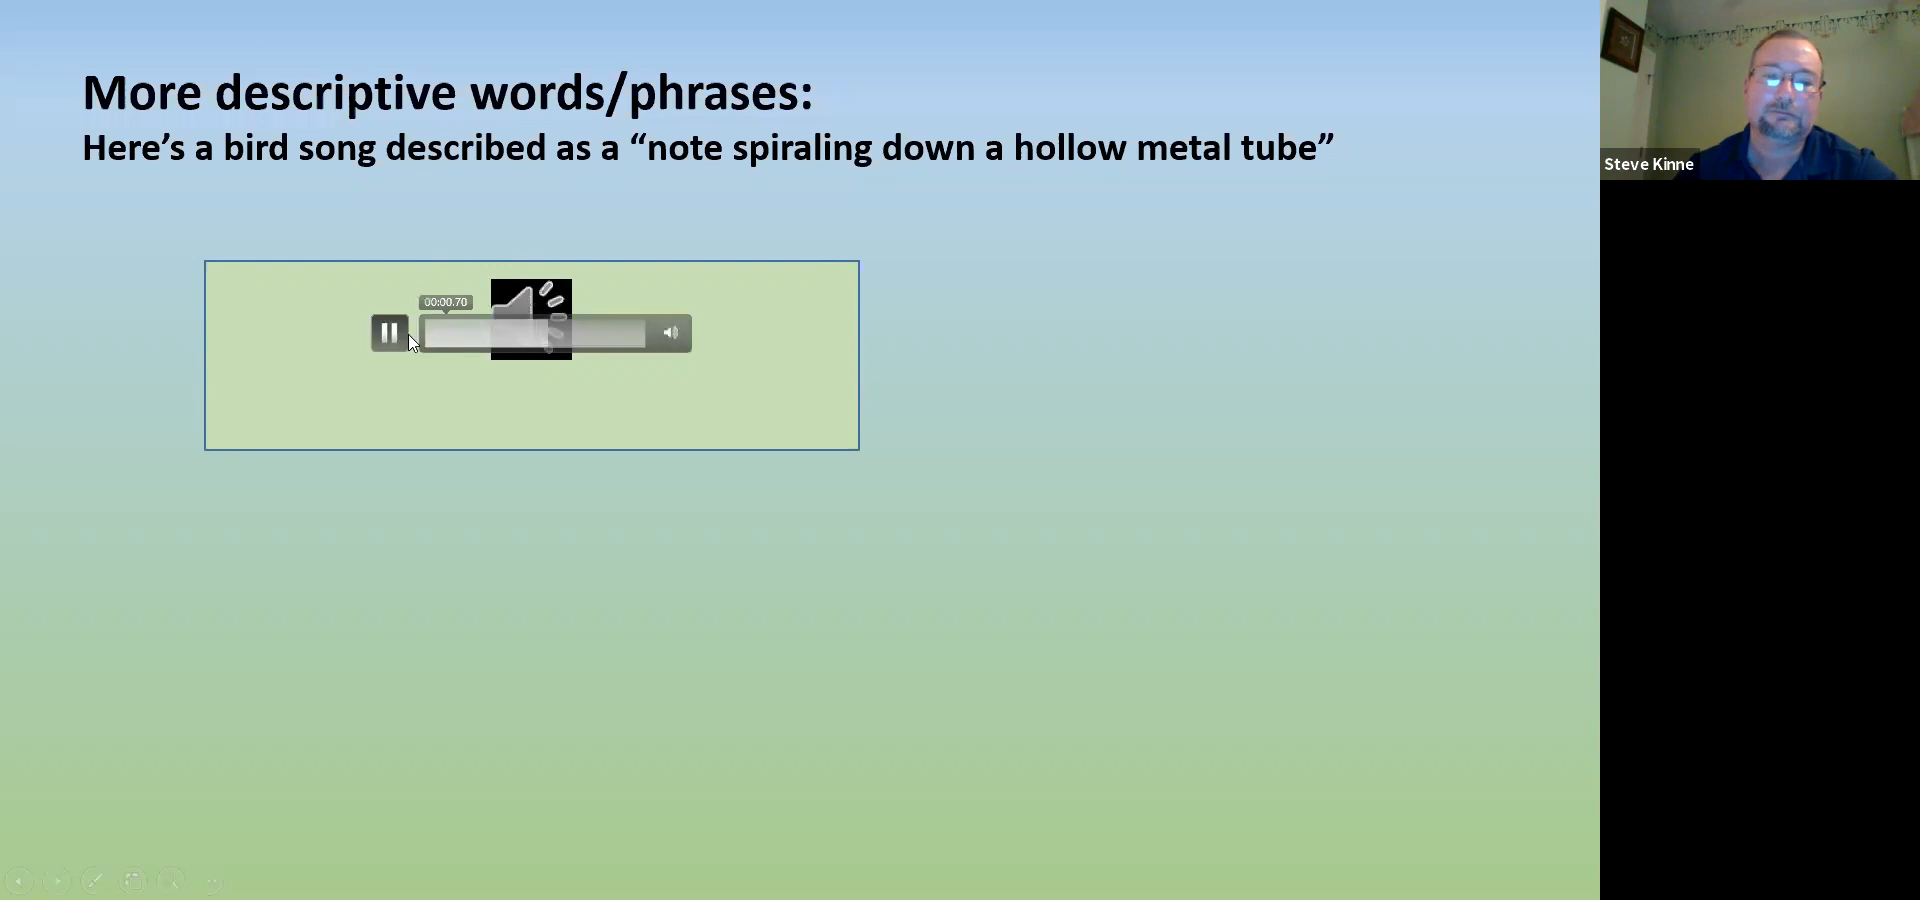 More descriptive words/phrases:
Here’s a bird song described as a “note spiraling down a hollow metal tube”
00:00.70
Steve Kinne